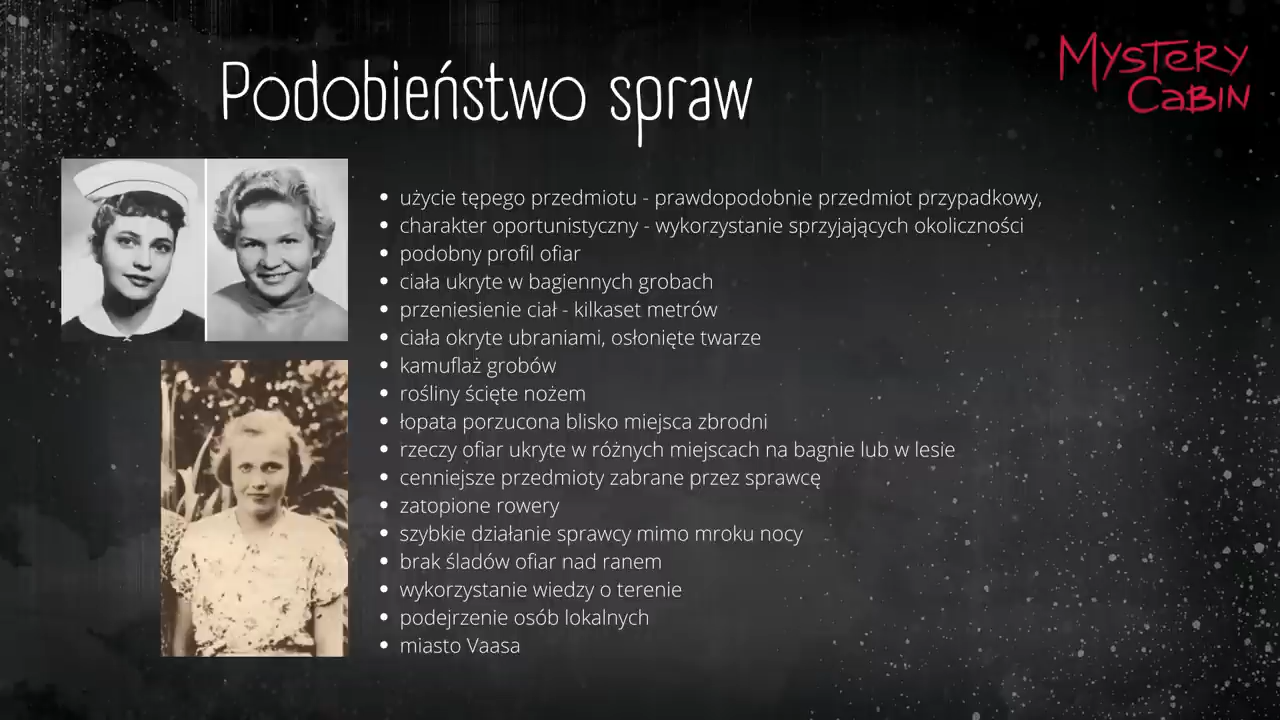 Podobieństwo spraw
MYSTERY
CABIN
• użycie tępego przedmiotu - prawdopodobnie przedmiot przypadkowy,
• charakter oportunistyczny - wykorzystanie sprzyjających okoliczności
• podobny profil ofiar
• ciała ukryte w bagiennych grobach
• przeniesienie ciał - kilkaset metrów
• ciała okryte ubraniami, osłonięte twarze
• kamuflaż grobów
• rośliny ścięte nożem
• łopata porzucona blisko miejsca zbrodni
• rzeczy ofiar ukryte w różnych miejscach na bagnie lub w lesie
• cenniejsze przedmioty zabrane przez sprawcę
• zatopione rowery
• szybkie działanie sprawcy mimo mroku nocy
• brak śladów ofiar nad ranem
• wykorzystanie wiedzy o terenie
• podejrzenie osób lokalnych
• miasto Vaasa